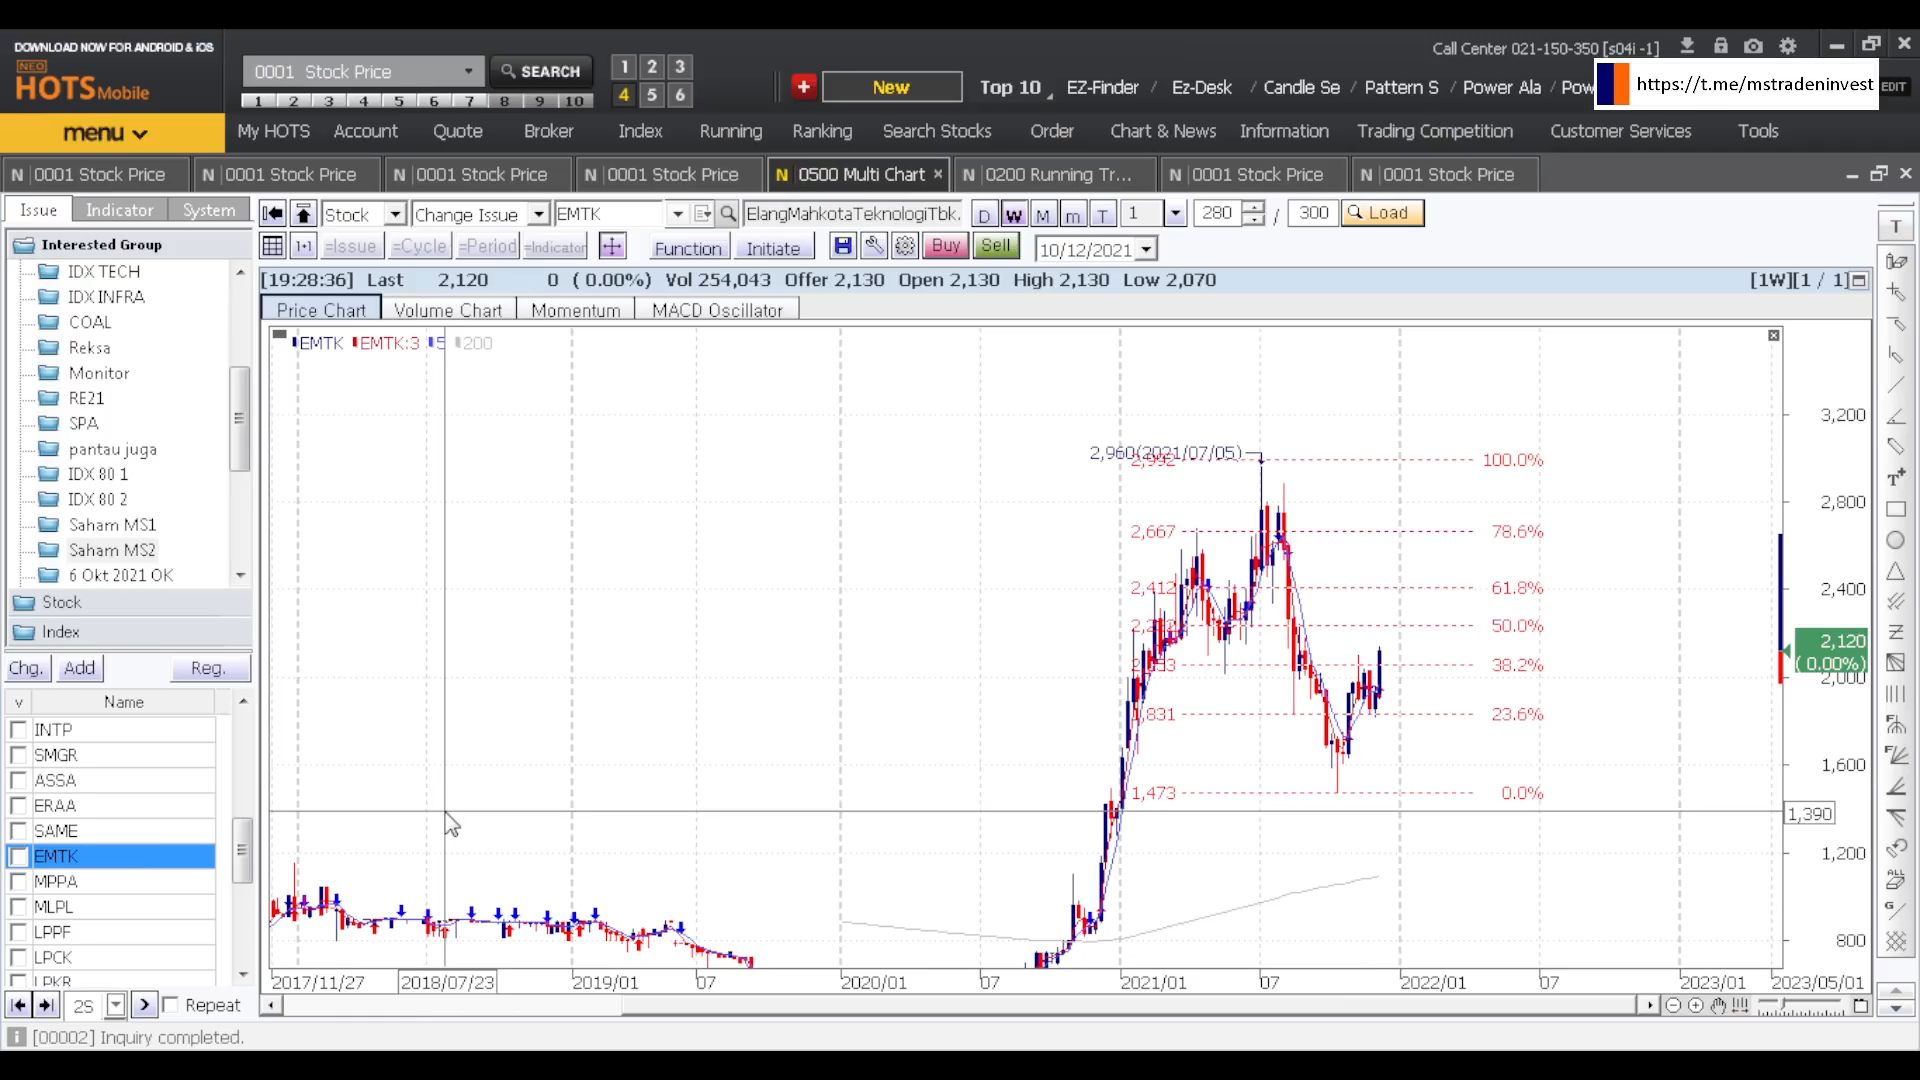 DOWNLOAD NOW FOR ANDROID & iOS
NEO
HOTS Mobile
menu
0001 Stock Price
SEARCH
1 2 3
4 5 6
1 2 3 4 5 6 7 8 9 10
New
Top 10 EZ-Finder / Ez-Desk / Candle Se / Pattern S / Power Ala /
Call Center 021-150-350 [s04i -1]
https://t.me/mstradeninvest
EDIT
My HOTS Account Quote Broker Index Running Ranking Search Stocks Order Chart & News Information Trading Competition Customer Services Tools
N 0001 Stock Price N 0001 Stock Price N 0001 Stock Price N 0001 Stock Price N 0500 Multi Chart × N 0200 Running Tr... N 0001 Stock Price N 0001 Stock Price
Issue Indicator System
Stock Change Issue EMTK ElangMahkotaTeknologiTbk. D W M m T 1 280 / 300 Load
=Issue =Cycle =Period =Indicator Function Initiate Buy Sell 10/12/2021
[19:28:36] Last 2,120 0 ( 0.00%) Vol 254,043 Offer 2,130 Open 2,130 High 2,130 Low 2,070 [1W][1 / 1]
Price Chart Volume Chart Momentum MACD Oscillator
Interested Group
IDX TECH
IDX INFRA
COAL
Reksa
Monitor
RE21
SPA
pantau juga
IDX 80 1
IDX 80 2
Saham MS1
Saham MS2
6 Okt 2021 OK
Stock
Index
Chg. Add Reg.
v Name
INTP
SMGR
ASSA
ERAA
SAME
EMTK
MPPA
MLPL
LPPF
LPCK
LPKR
2S Repeat
[00002] Inquiry completed.
EMTK EMTK:3 5 200
2,960(2021/07/05)
2,992 100.0%
2,667 78.6%
2,412 61.8%
50.0%
38.2%
1,831 23.6%
1,473 0.0%
3,200
2,800
2,400
2,120
( 0.00%)
2,000
1,600
1,390
1,200
800
2017/11/27 2018/07/23 2019/01 07 2020/01 07 2021/01 07 2022/01 07 2023/01 2023/05/01